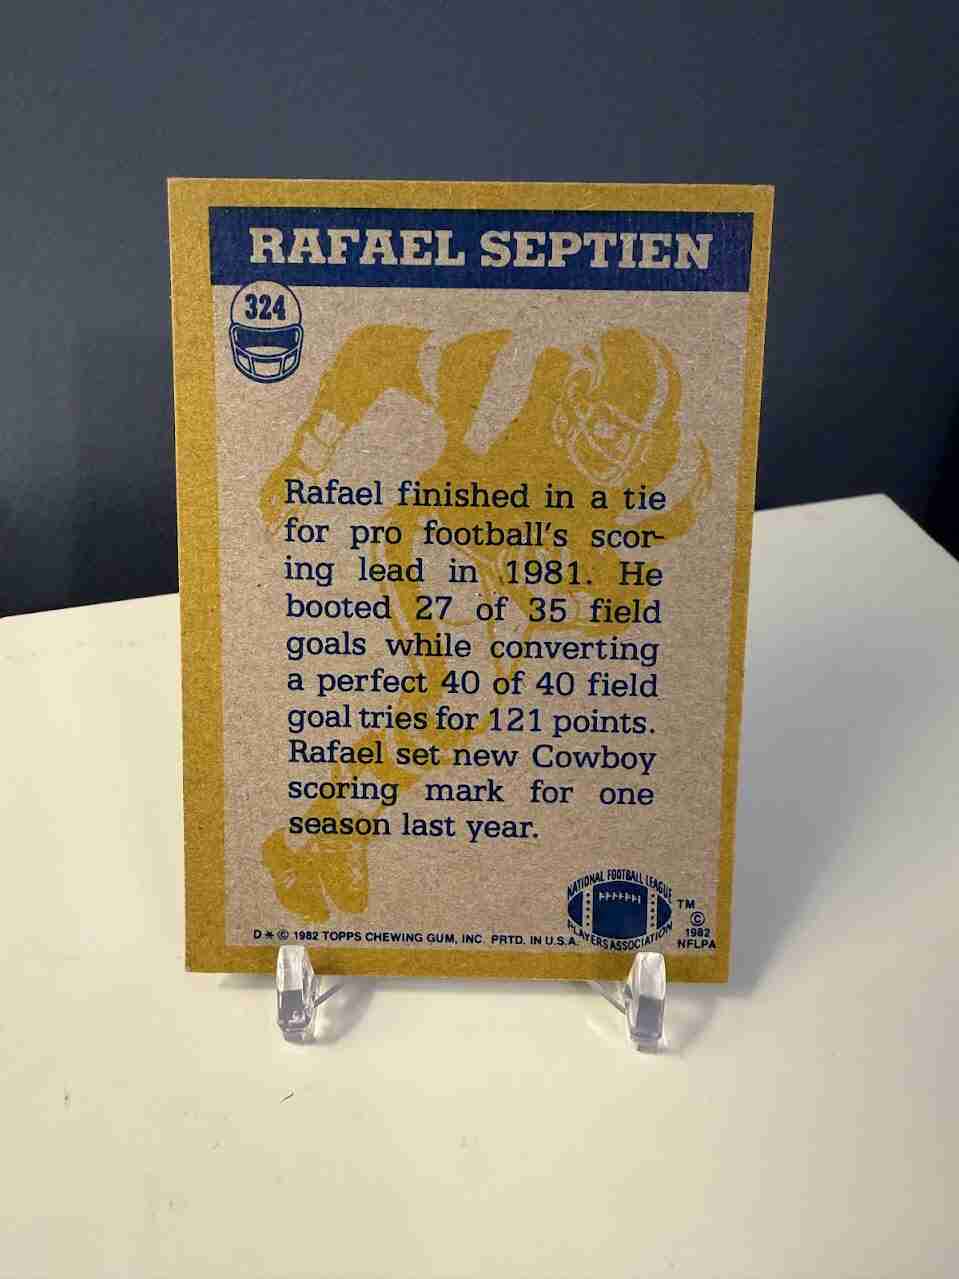 RAFAEL SEPTIEN
324
Rafael finished in a tie
for pro football's scor-
ing lead in 1981. He
booted 27 of 35 field
goals while converting
a perfect 40 of 40 field
goal tries for 121 points.
Rafael set new Cowboy
scoring mark for one
season last year.
NATIONAL FOOTBALL LEAGUE
PLAYERS ASSOCIATION
TM
©
1982
NFLPA
D * © 1982 TOPPS CHEWING GUM, INC. PRTD. IN U.S.A.